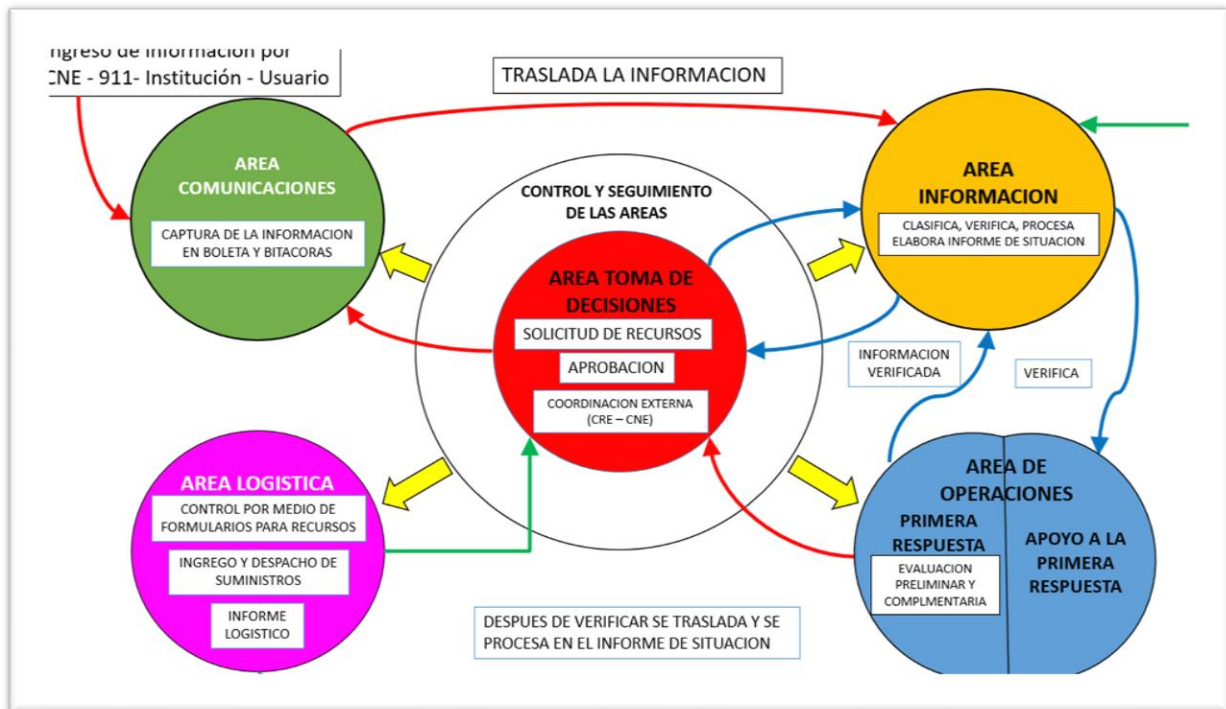 ngreso de información por
CNE - 911- Institución - Usuario
TRASLADA LA INFORMACION
AREA
COMUNICACIONES
CAPTURA DE LA INFORMACION
EN BOLETA Y BITACORAS
CONTROL Y SEGUIMIENTO
DE LAS AREAS
AREA
INFORMACION
CLASIFICA, VERIFICA, PROCESA
ELABORA INFORME DE SITUACION
AREA TOMA DE
DECISIONES
SOLICITUD DE RECURSOS
APROBACION
COORDINACION EXTERNA
(CRE – CNE)
INFORMACION
VERIFICADA
VERIFICA
AREA LOGISTICA
CONTROL POR MEDIO DE
FORMULARIOS PARA RECURSOS
INGREGO Y DESPACHO DE
SUMINISTROS
INFORME
LOGISTICO
AREA DE
OPERACIONES
PRIMERA
RESPUESTA
EVALUACION
PRELIMINAR Y
COMPLMENTARIA
APOYO A LA
PRIMERA
RESPUESTA
DESPUES DE VERIFICAR SE TRASLADA Y SE
PROCESA EN EL INFORME DE SITUACION